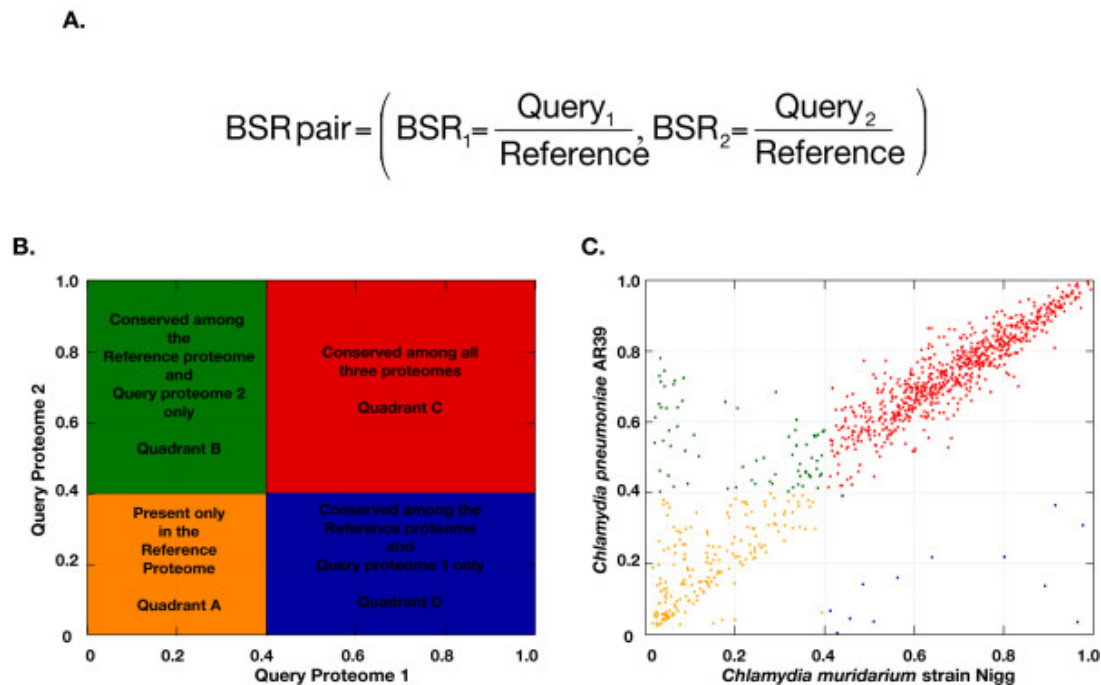 A.
BSR pair = ( BSR₁ = Query₁ / Reference , BSR₂ = Query₂ / Reference )
B.
Query Proteome 2
1.0
0.8
0.6
0.4
0.2
0
Conserved among
the
Reference proteome
and
Query proteome 2
only
Quadrant B
Conserved among all
three proteomes
Quadrant C
Present only
in the
Reference
Proteome
Quadrant A
Conserved among the
Reference proteome
and
Query proteome 1 only
Quadrant D
0 0.2 0.4 0.6 0.8 1.0
Query Proteome 1
C.
Chlamydia pneumoniae AR39
1.0
0.8
0.6
0.4
0.2
0
0 0.2 0.4 0.6 0.8 1.0
Chlamydia muridarium strain Nigg